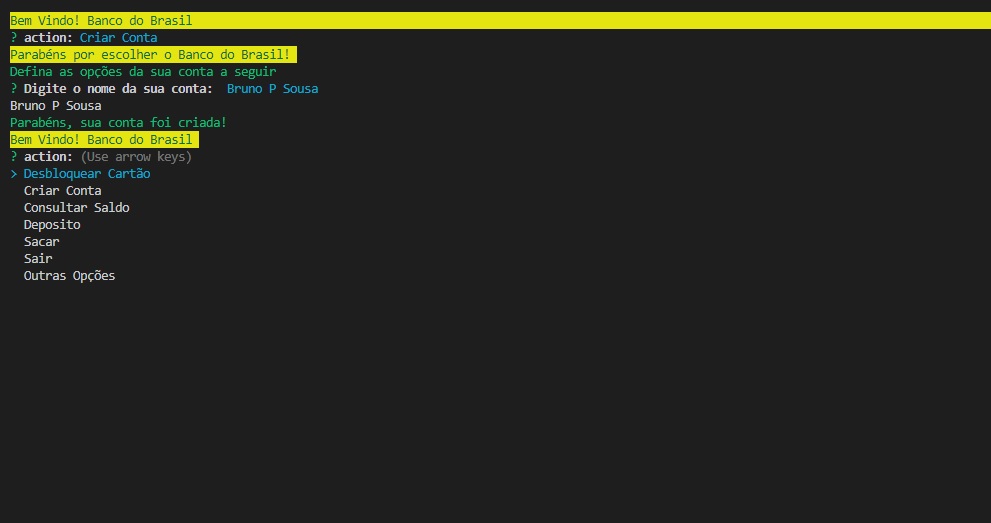 Bem Vindo! Banco do Brasil
? action: Criar Conta
Parabéns por escolher o Banco do Brasil!
Defina as opções da sua conta a seguir
? Digite o nome da sua conta:  Bruno P Sousa
Bruno P Sousa
Parabéns, sua conta foi criada!
Bem Vindo! Banco do Brasil
? action: (Use arrow keys)
> Desbloquear Cartão
Criar Conta
Consultar Saldo
Deposito
Sacar
Sair
Outras Opções